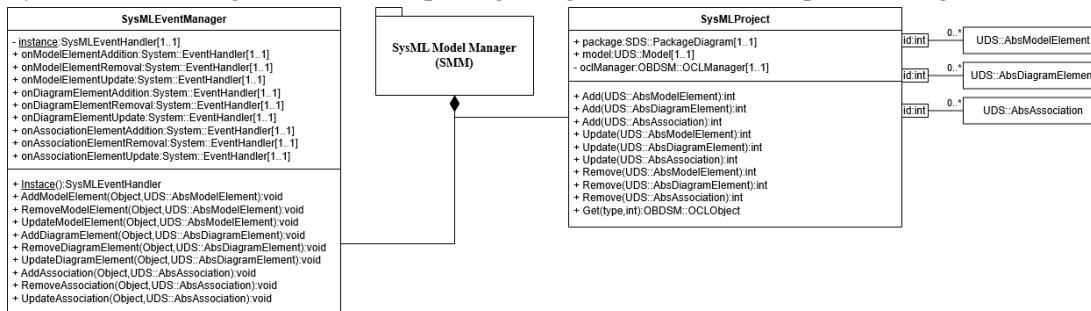 SysMLEventManager
- instance:SysMLEventHandler[1..1]
+ onModelElementAddition:System::EventHandler[1..1]
+ onModelElementRemoval:System::EventHandler[1..1]
+ onModelElementUpdate:System::EventHandler[1..1]
+ onDiagramElementAddition:System::EventHandler[1..1]
+ onDiagramElementRemoval:System::EventHandler[1..1]
+ onDiagramElementUpdate:System::EventHandler[1..1]
+ onAssociationElementAddition:System::EventHandler[1..1]
+ onAssociationElementRemoval:System::EventHandler[1..1]
+ onAssociationElementUpdate:System::EventHandler[1..1]
+ Instace():SysMLEventHandler
+ AddModelElement(Object,UDS::AbsModelElement):void
+ RemoveModelElement(Object,UDS::AbsModelElement):void
+ UpdateModelElement(Object,UDS::AbsModelElement):void
+ AddDiagramElement(Object,UDS::AbsDiagramElement):void
+ RemoveDiagramElement(Object,UDS::AbsDiagramElement):void
+ UpdateDiagramElement(Object,UDS::AbsDiagramElement):void
+ AddAssociation(Object,UDS::AbsAssociation):void
+ RemoveAssociation(Object,UDS::AbsAssociation):void
+ UpdateAssociation(Object,UDS::AbsAssociation):void
SysML Model Manager
(SMM)
SysMLProject
+ package:SDS::PackageDiagram[1..1]
+ model:UDS::Model[1..1]
- oclManager:OBDSM::OCLManager[1..1]
+ Add(UDS::AbsModelElement):int
+ Add(UDS::AbsDiagramElement):int
+ Add(UDS::AbsAssociation):int
+ Update(UDS::AbsModelElement):int
+ Update(UDS::AbsDiagramElement):int
+ Update(UDS::AbsAssociation):int
+ Remove(UDS::AbsModelElement):int
+ Remove(UDS::AbsDiagramElement):int
+ Remove(UDS::AbsAssociation):int
+ Get(type,int):OBDSM::OCLObject
id:int 0..* UDS::AbsModelElement
id:int 0..* UDS::AbsDiagramElement
id:int 0..* UDS::AbsAssociation